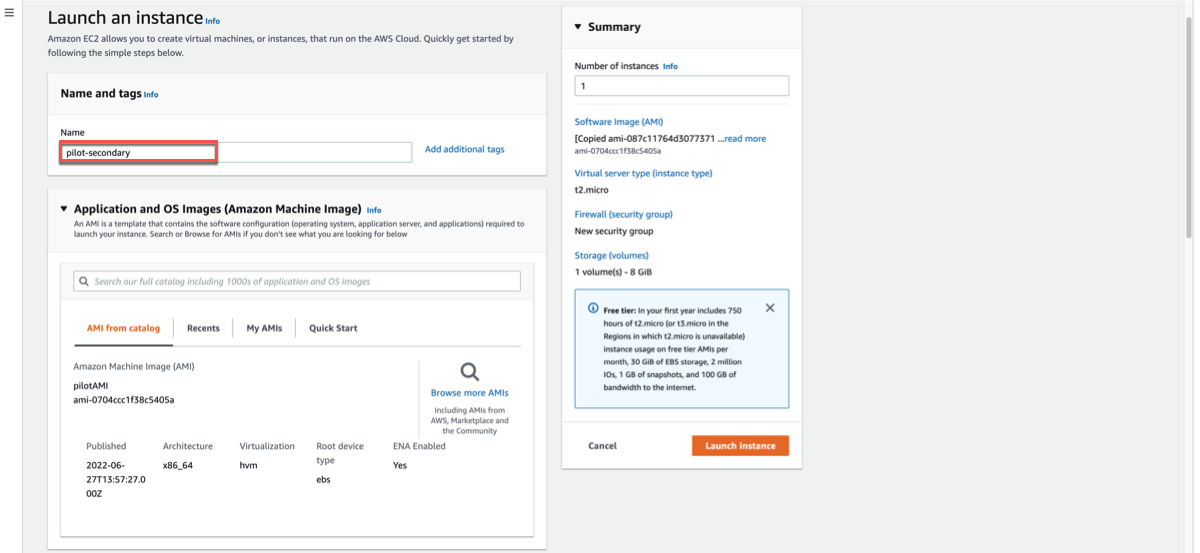 Launch an instance Info
Amazon EC2 allows you to create virtual machines, or instances, that run on the AWS Cloud. Quickly get started by
following the simple steps below.
Name and tags Info
Name
pilot-secondary
Add additional tags
Application and OS Images (Amazon Machine Image) Info
An AMI is a template that contains the software configuration (operating system, application server, and applications) required to
launch your instance. Search or Browse for AMIs if you don't see what you are looking for below
Search our full catalog including 1000s of application and OS images
AMI from catalog
Recents
My AMIs
Quick Start
Amazon Machine Image (AMI)
pilotAMI
ami-0704ccc1f38c5405a
Browse more AMIs
Including AMIs from
AWS, Marketplace and
the Community
Published
2022-06-
27T13:57:27.0
00Z
Architecture
x86_64
Virtualization
hvm
Root device
type
ebs
ENA Enabled
Yes
Summary
Number of instances Info
1
Software Image (AMI)
[Copied ami-087c11764d3077371 ...read more
ami-0704ccc1f38c5405a
Virtual server type (instance type)
t2.micro
Firewall (security group)
New security group
Storage (volumes)
1 volume(s) - 8 GiB
Free tier: In your first year includes 750
hours of t2.micro (or t3.micro in the
Regions in which t2.micro is unavailable)
instance usage on free tier AMIs per
month, 30 GiB of EBS storage, 2 million
IOs, 1 GB of snapshots, and 100 GB of
bandwidth to the internet.
Cancel
Launch instance